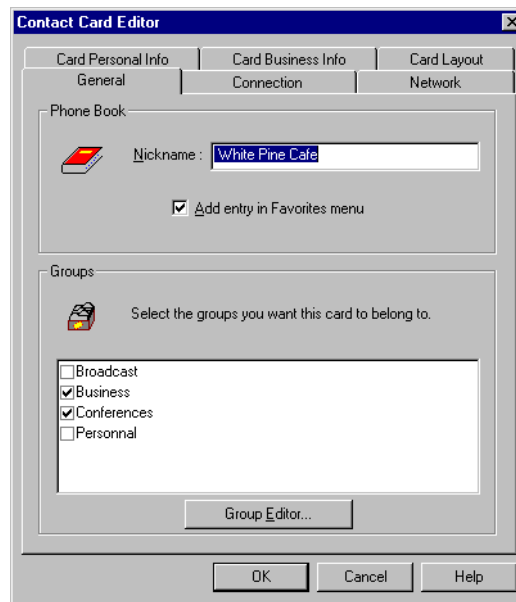 Contact Card Editor
Card Personal Info Card Business Info Card Layout
General Connection Network
Phone Book
Nickname : White Pine Cafe
Add entry in Favorites menu
Groups
Select the groups you want this card to belong to.
Broadcast
Business
Conferences
Personnal
Group Editor...
OK Cancel Help